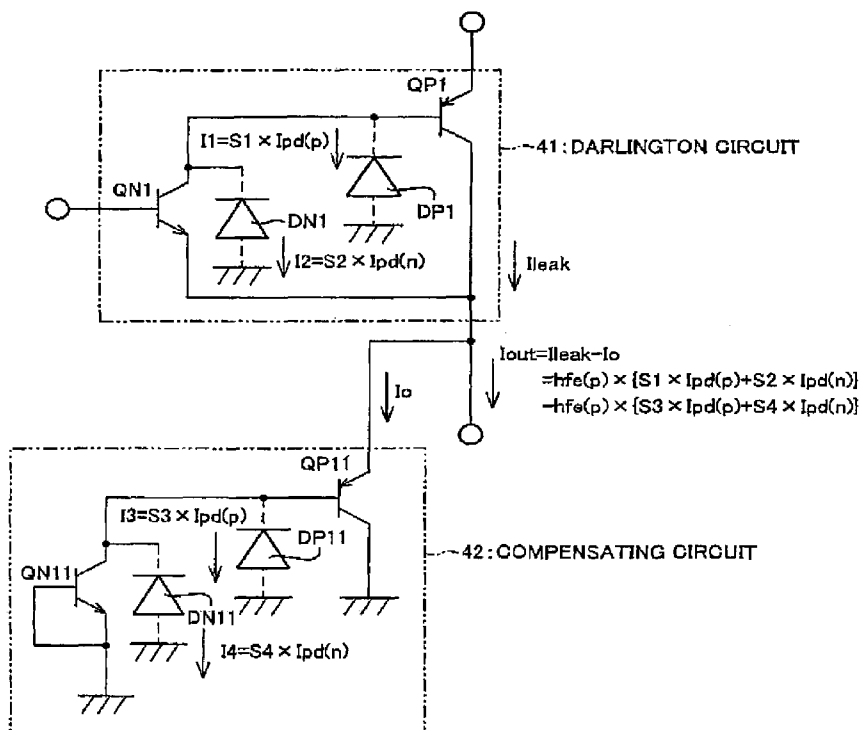 QP1
I1=S1×Ipd(p)
41:DARLINGTON CIRCUIT
QN1
DP1
DN1
I2=S2×Ipd(n)
Ileak
Iout=Ileak-Io
=hfe(p)×{S1×Ipd(p)+S2×Ipd(n)}
-hfe(p)×{S3×Ipd(p)+S4×Ipd(n)}
Io
QP11
I3=S3×Ipd(p)
DP11
42:COMPENSATING CIRCUIT
QN11
DN11
I4=S4×Ipd(n)